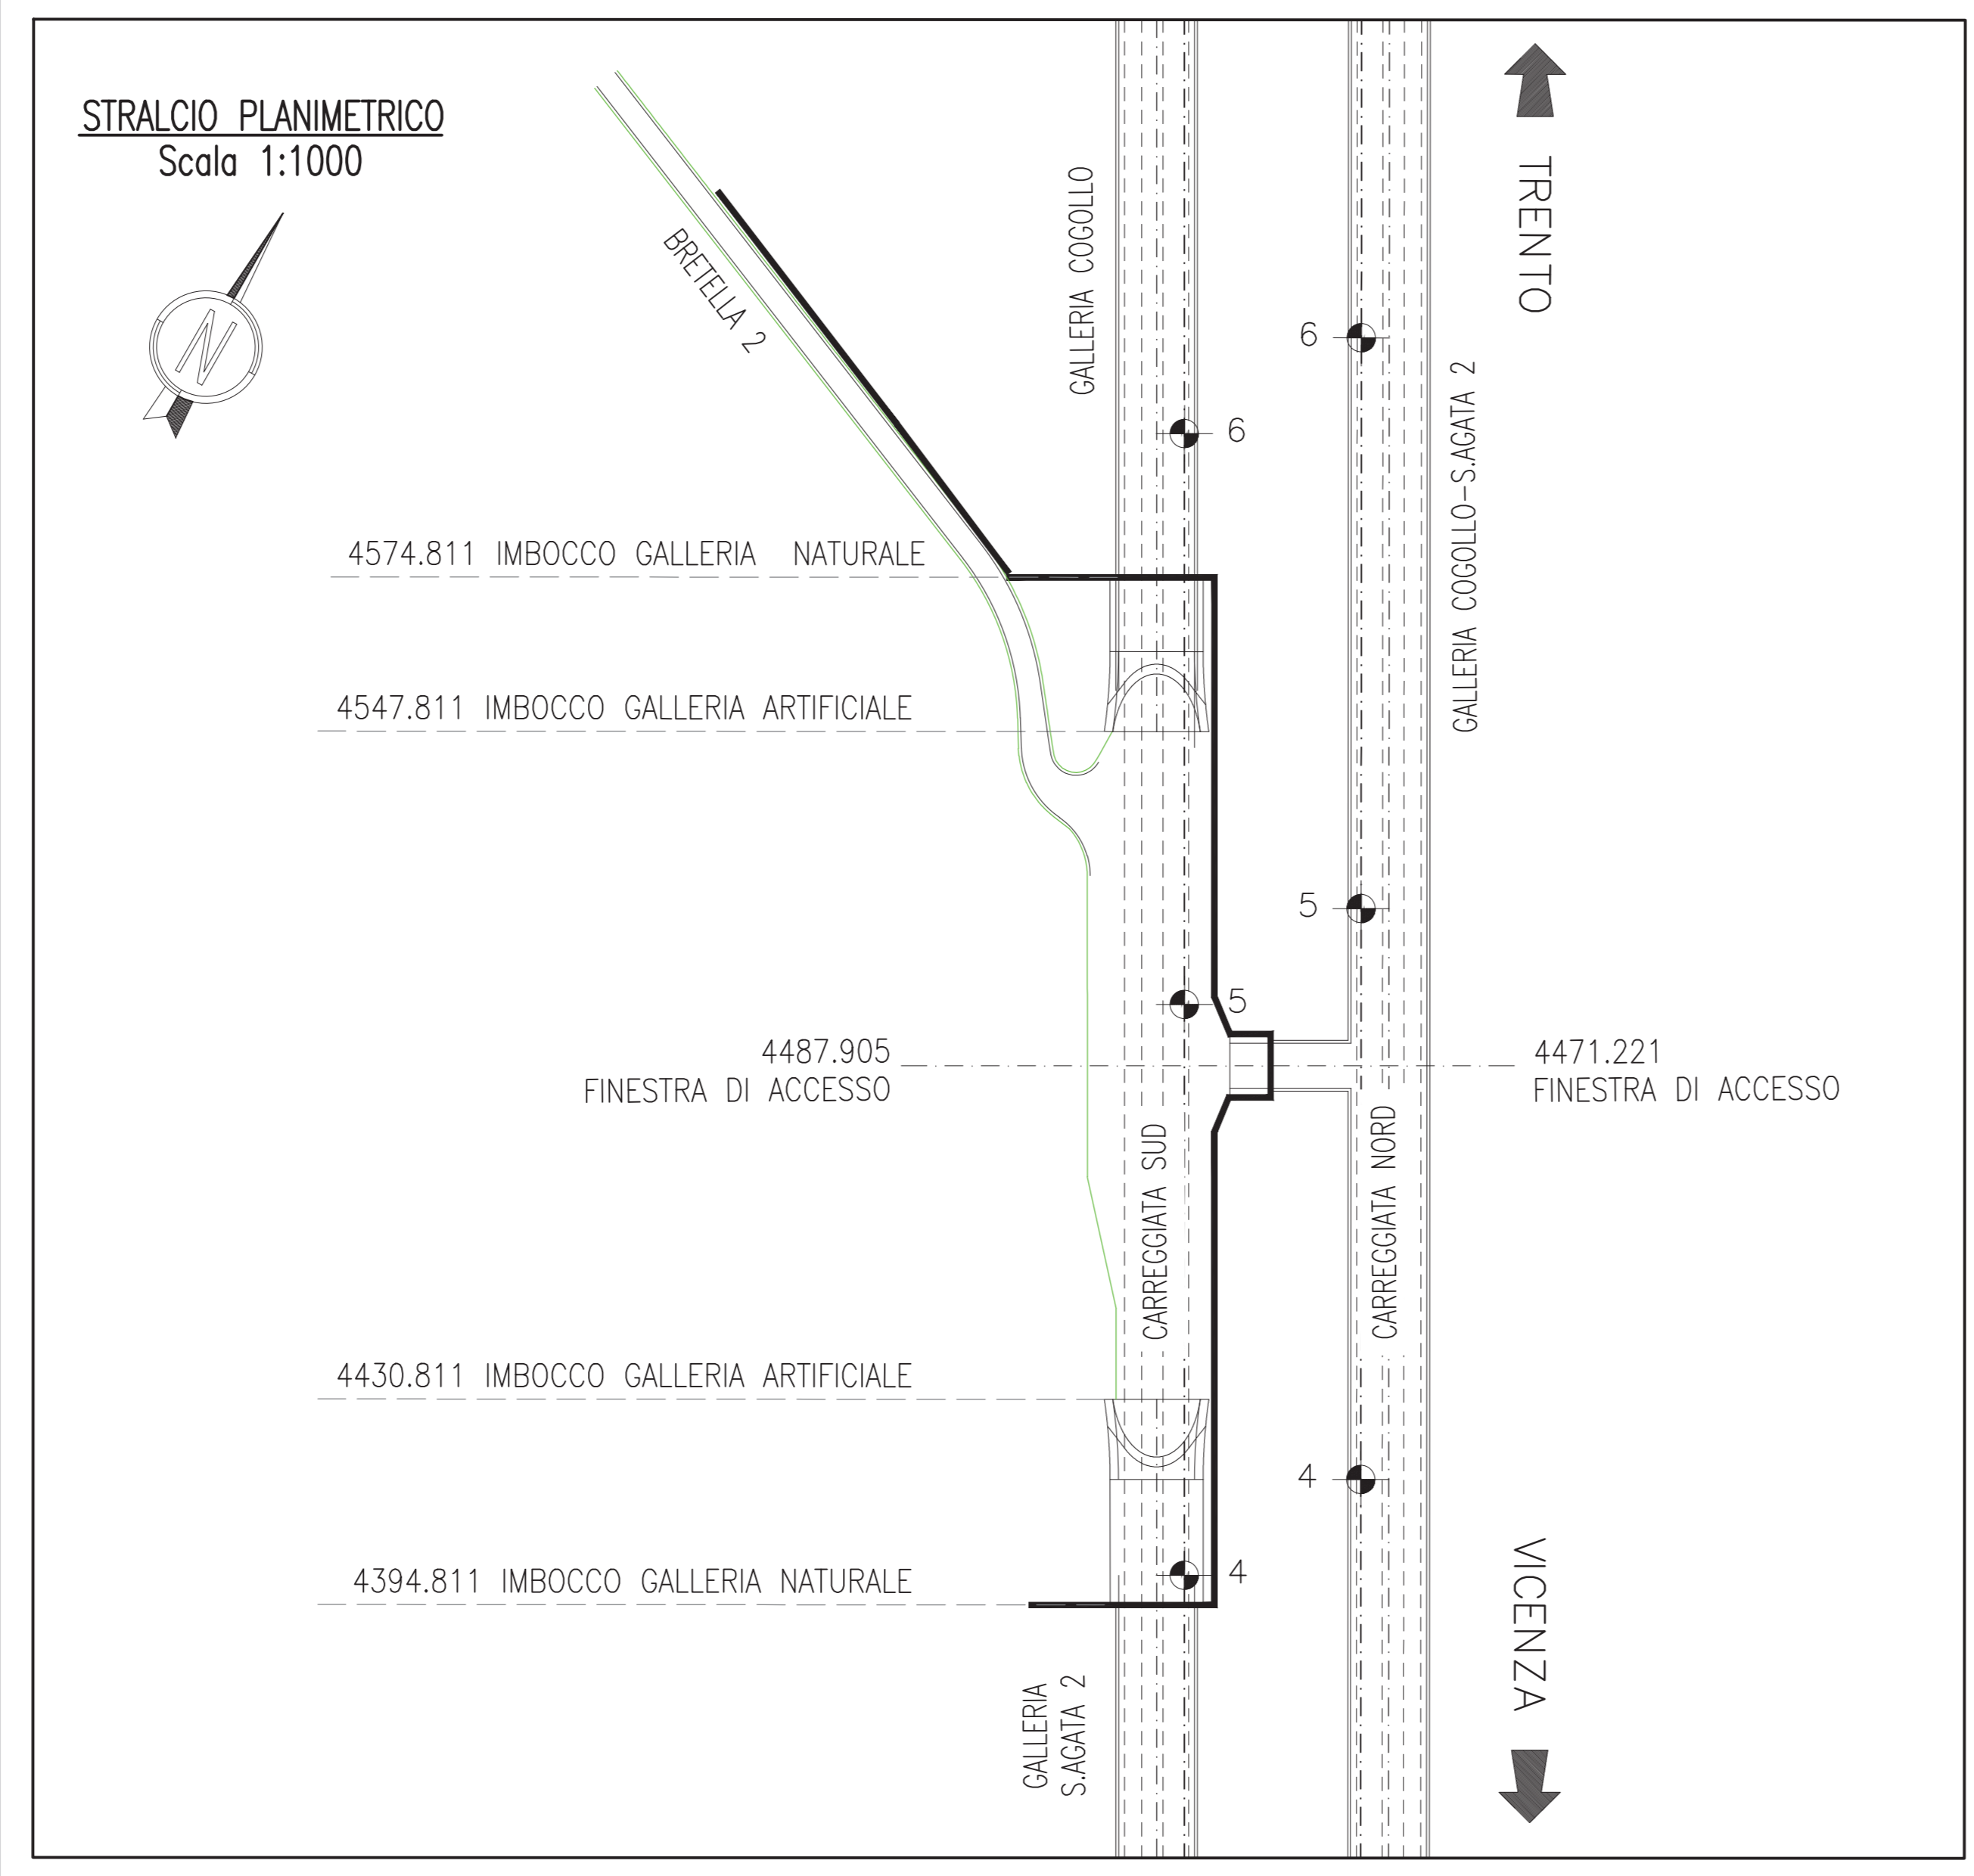 STRALCIO PLANIMETRICO
Scala 1:1000
N
TRENTO
BRETELLA 2
GALLERIA COGOLLO
6
6
GALLERIA COGOLLO-S.AGATA 2
4574.811 IMBOCCO GALLERIA NATURALE
4547.811 IMBOCCO GALLERIA ARTIFICIALE
5
5
4487.905
FINESTRA DI ACCESSO
4471.221
FINESTRA DI ACCESSO
CARREGGIATA SUD
CARREGGIATA NORD
4430.811 IMBOCCO GALLERIA ARTIFICIALE
4
4
4394.811 IMBOCCO GALLERIA NATURALE
VICENZA
GALLERIA
S.AGATA 2